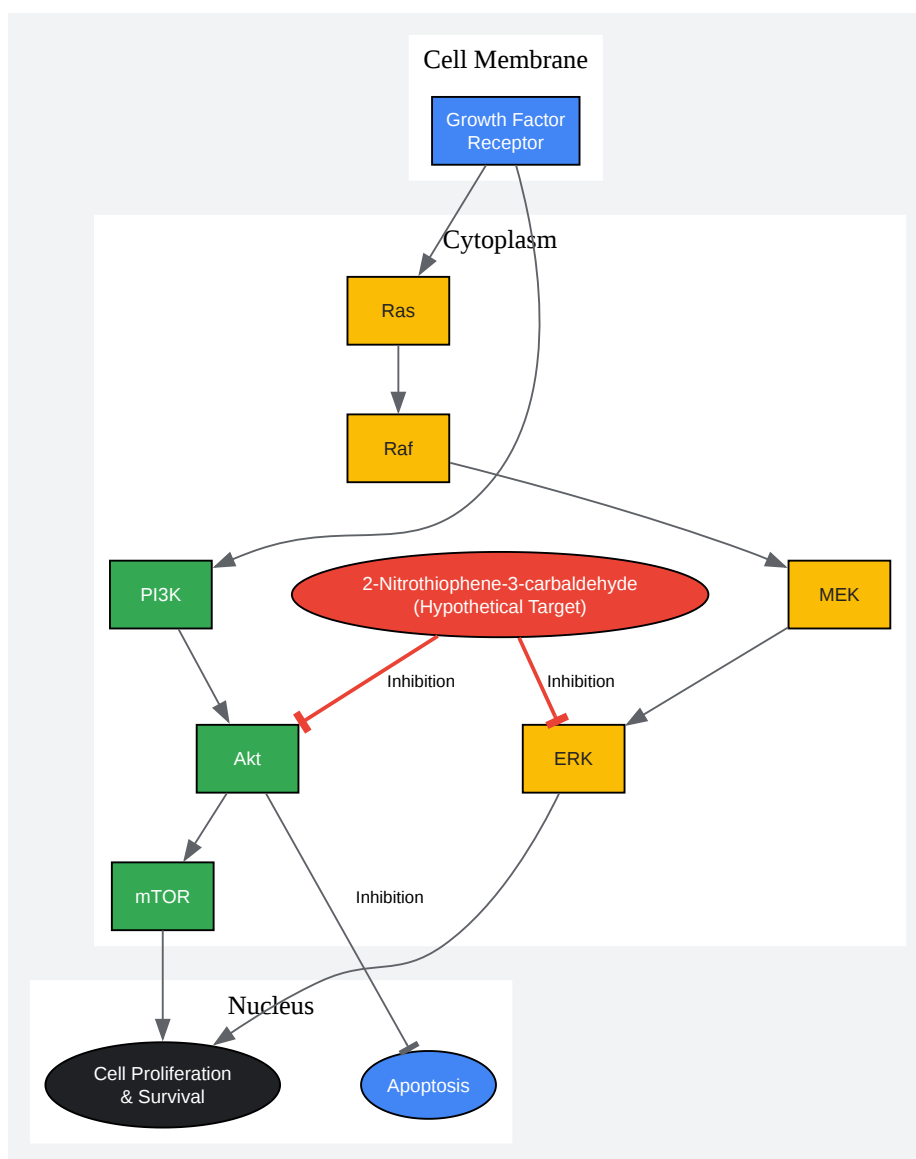 Cell Membrane
Growth Factor
Receptor
Cytoplasm
Ras
Raf
PI3K
2-Nitrothiophene-3-carbaldehyde
(Hypothetical Target)
MEK
Inhibition
Inhibition
Akt
ERK
mTOR
Inhibition
Nucleus
Cell Proliferation
& Survival
Apoptosis